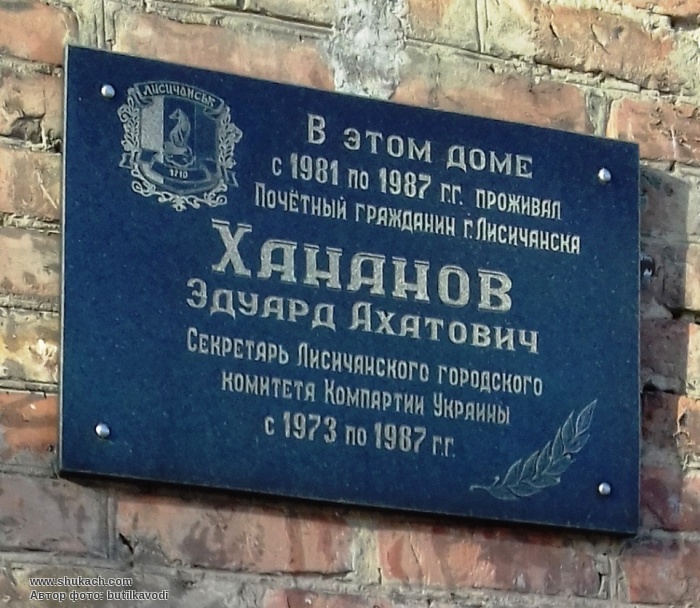 ЛИСИЧАНСЬК
1710
В ЭТОМ ДОМЕ
С 1981 ПО 1987 Г.Г. ПРОЖИВАЛ
ПОЧЁТНЫЙ ГРАЖДАНИН Г.ЛИСИЧАНСКА
ХАНАНОВ
ЭДУАРД АХАТОВИЧ
СЕКРЕТАРЬ ЛИСИЧАНСКОГО ГОРОДСКОГО
КОМИТЕТА КОМПАРТИИ УКРАИНЫ
С 1973 ПО 1987 Г.Г.
www.shukach.com
Автор фото: butilkavodi